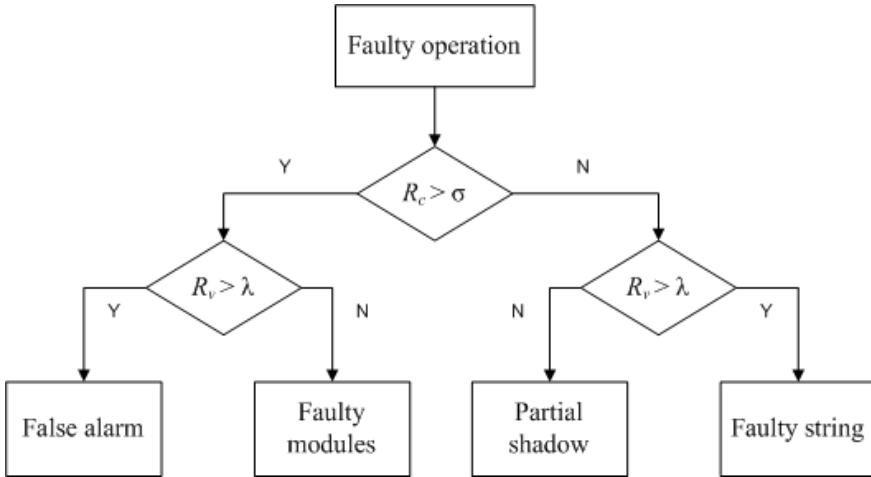 Faulty operation
Y
N
R_c > σ
R_v > λ
R_v > λ
Y
N
N
Y
False alarm
Faulty
modules
Partial
shadow
Faulty string